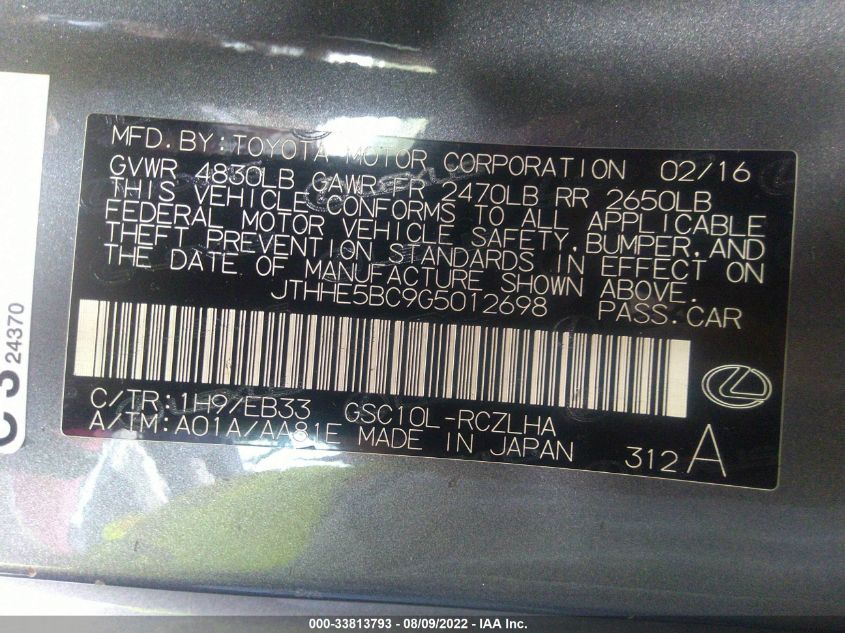 MFD. BY: TOYOTA MOTOR CORPORATION 02/16
GVWR 4830LB GAWR FR 2470LB RR 2650LB
THIS VEHICLE CONFORMS TO ALL APPLICABLE
FEDERAL MOTOR VEHICLE SAFETY, BUMPER, AND
THEFT PREVENTION STANDARDS IN EFFECT ON
THE DATE OF MANUFACTURE SHOWN ABOVE.
JTHHE5BC9G5012698 PASS. CAR
C/TR: 1H9/EB33 GSC10L-RCZLHA
A/TM: A01A/AA81E MADE IN JAPAN 312 A
24370
000-33813793 - 08/09/2022 - IAA Inc.